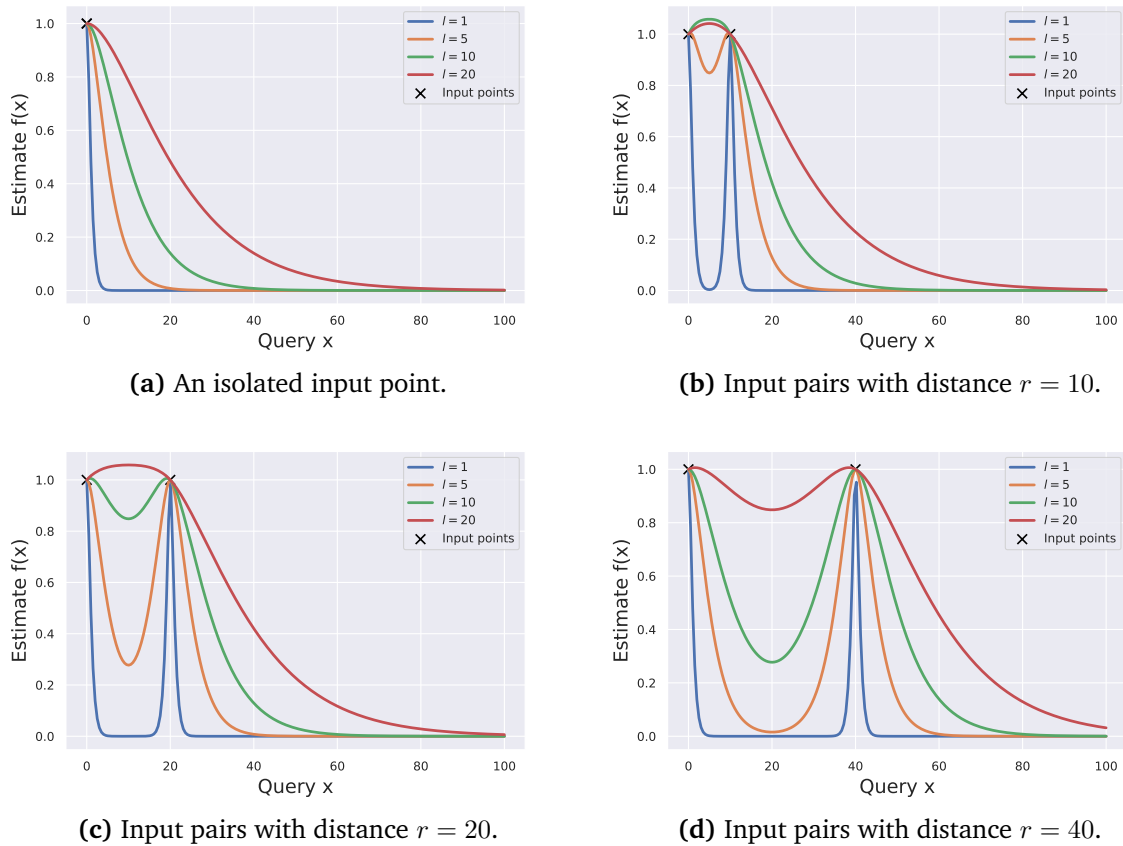 1.0
0.8
0.6
0.4
0.2
0.0
Estimate f(x)
l = 1
l = 5
l = 10
l = 20
Input points
0 20 40 60 80 100
Query x
(a) An isolated input point.
1.0
0.8
0.6
0.4
0.2
0.0
Estimate f(x)
l = 1
l = 5
l = 10
l = 20
Input points
0 20 40 60 80 100
Query x
(b) Input pairs with distance r = 10.
1.0
0.8
0.6
0.4
0.2
0.0
Estimate f(x)
l = 1
l = 5
l = 10
l = 20
Input points
0 20 40 60 80 100
Query x
(c) Input pairs with distance r = 20.
1.0
0.8
0.6
0.4
0.2
0.0
Estimate f(x)
l = 1
l = 5
l = 10
l = 20
Input points
0 20 40 60 80 100
Query x
(d) Input pairs with distance r = 40.